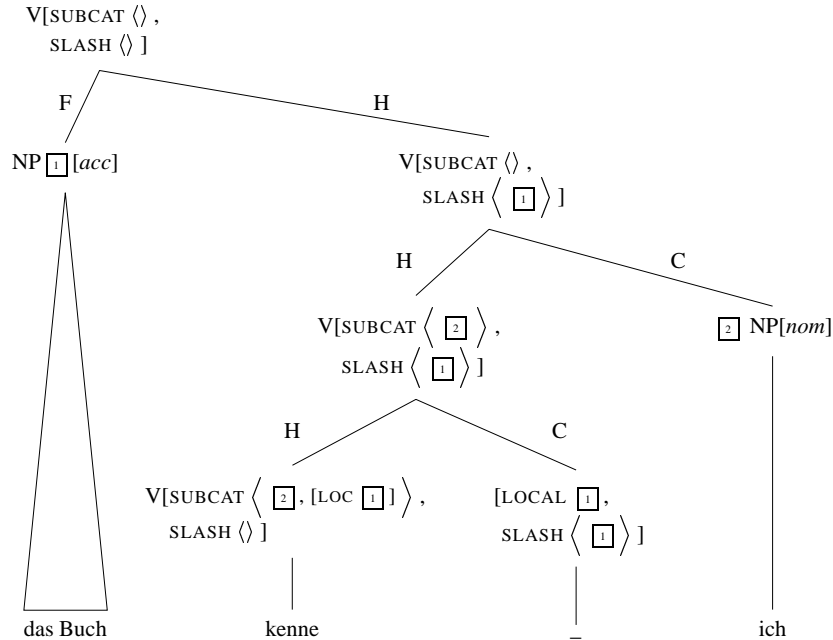 V[SUBCAT ⟨⟩ ,
SLASH ⟨⟩ ]
F
H
NP 1 [acc]
V[SUBCAT ⟨⟩ ,
SLASH ⟨ 1 ⟩ ]
H
C
V[SUBCAT ⟨ 2 ⟩ ,
SLASH ⟨ 1 ⟩ ]
2 NP[nom]
H
C
V[SUBCAT ⟨ 2 , [LOC 1 ] ⟩ ,
SLASH ⟨⟩ ]
[LOCAL 1 ,
SLASH ⟨ 1 ⟩ ]
das Buch
kenne
_
ich